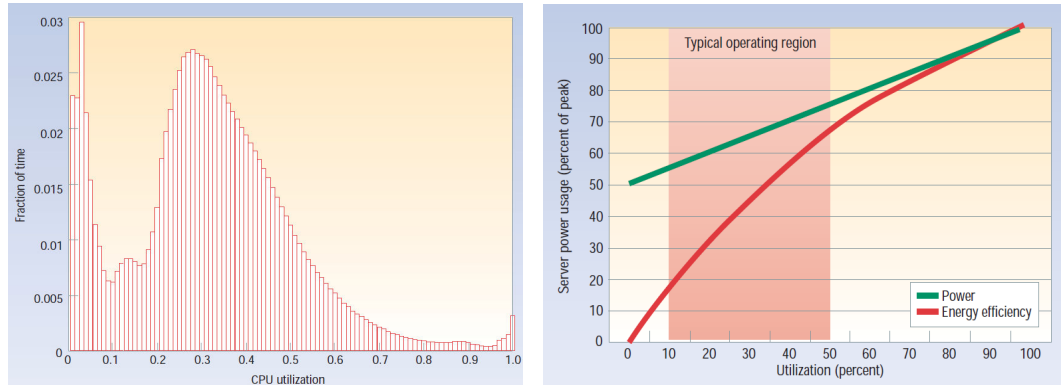 0.03
0.025
0.02
0.015
0.01
0.005
0
Fraction of time
0 0.1 0.2 0.3 0.4 0.5 0.6 0.7 0.8 0.9 1.0
CPU utilization
100
90
80
70
60
50
40
30
20
10
0
Server power usage (percent of peak)
Typical operating region
Power
Energy efficiency
0 10 20 30 40 50 60 70 80 90 100
Utilization (percent)